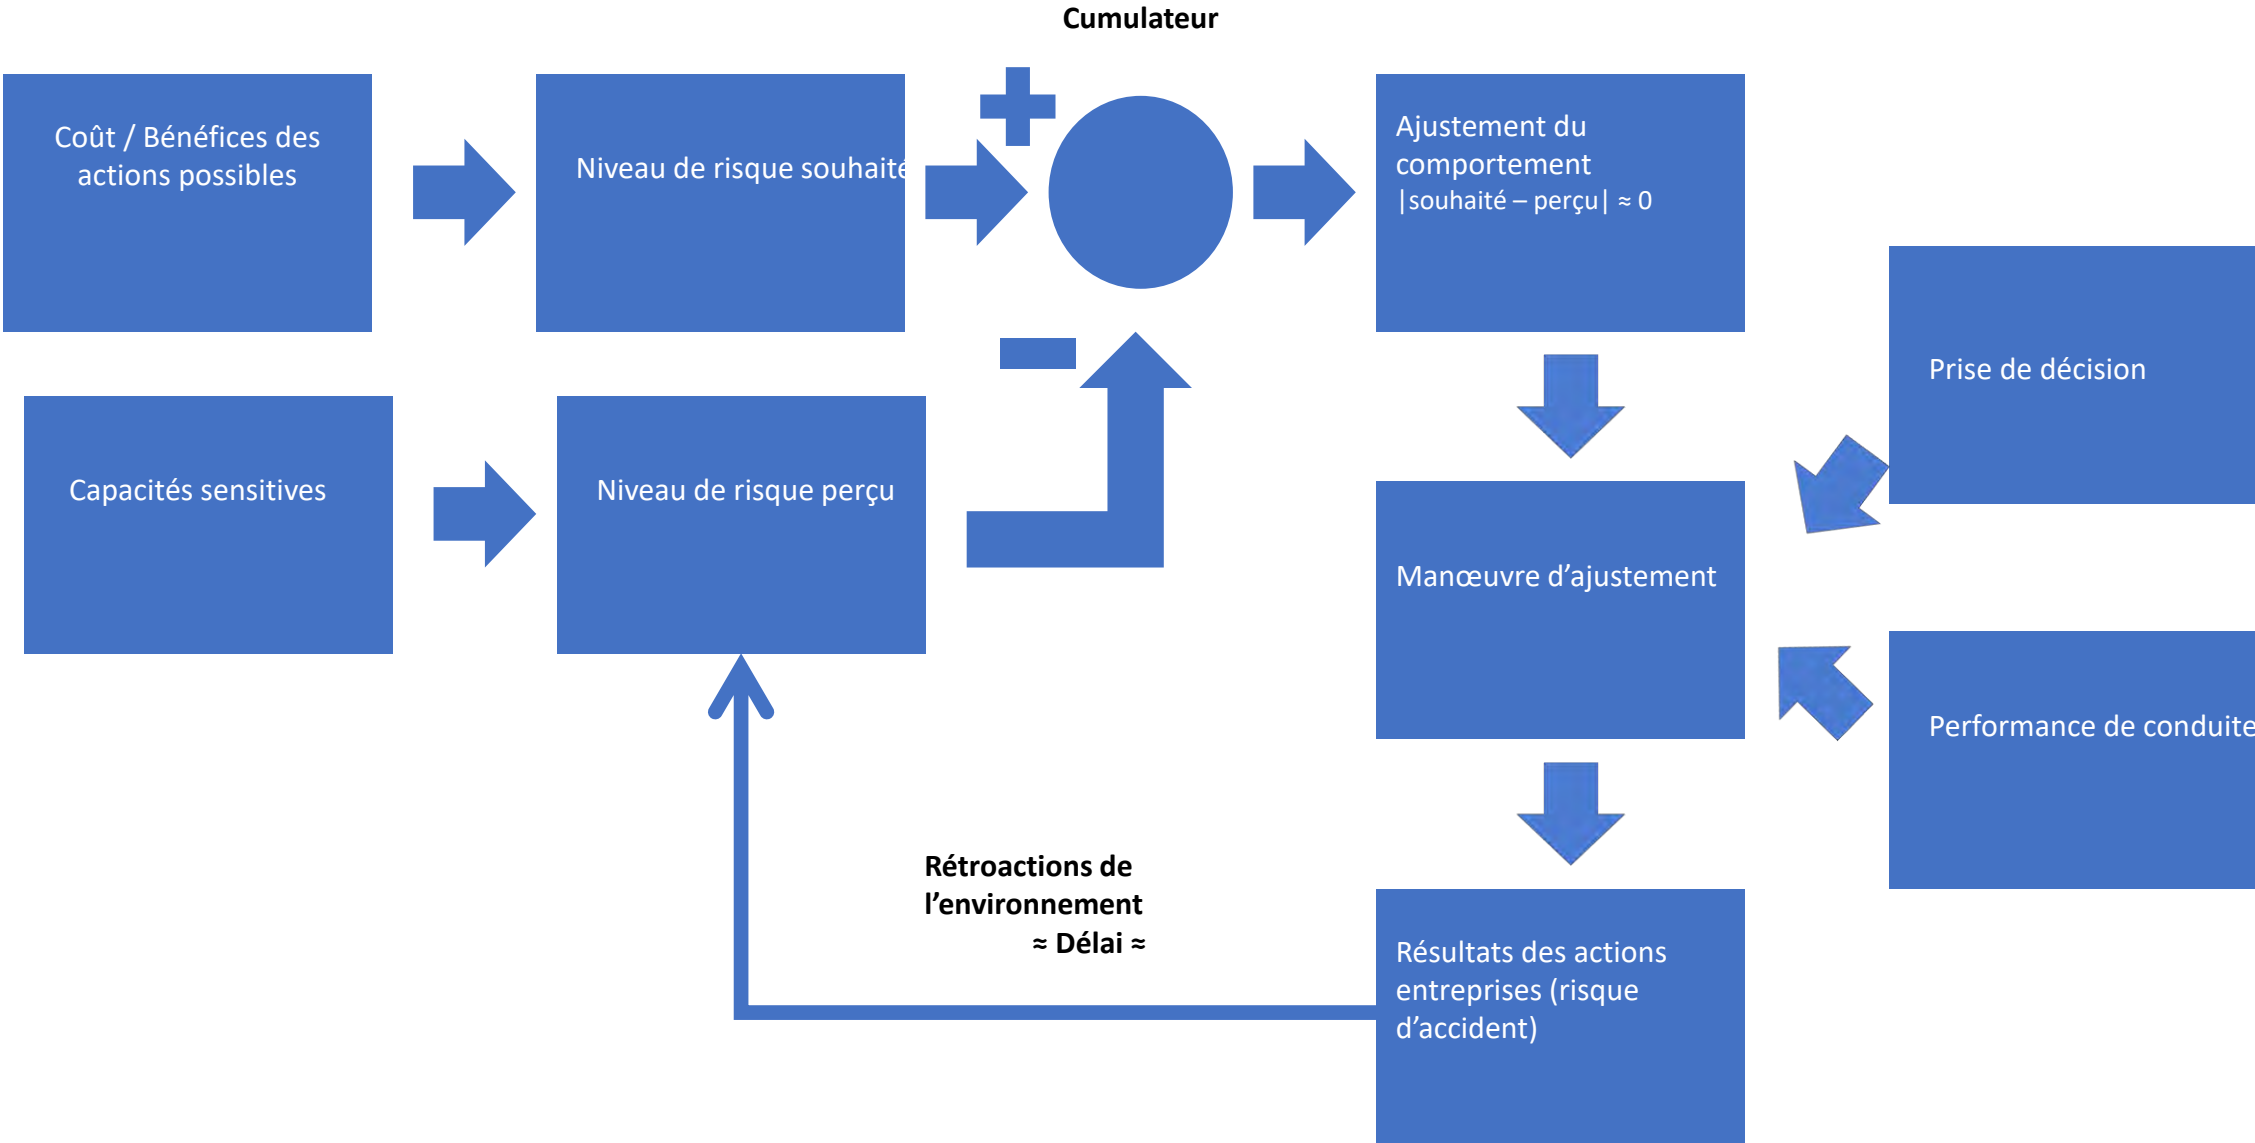 Cumulateur
Coût / Bénéfices des
actions possibles
Niveau de risque souhaité
Ajustement du
comportement
|souhaité – perçu| ≈ 0
Prise de décision
Capacités sensitives
Niveau de risque perçu
Manœuvre d’ajustement
Performance de conduite
Rétroactions de
l’environnement
≈ Délai ≈
Résultats des actions
entreprises (risque
d’accident)